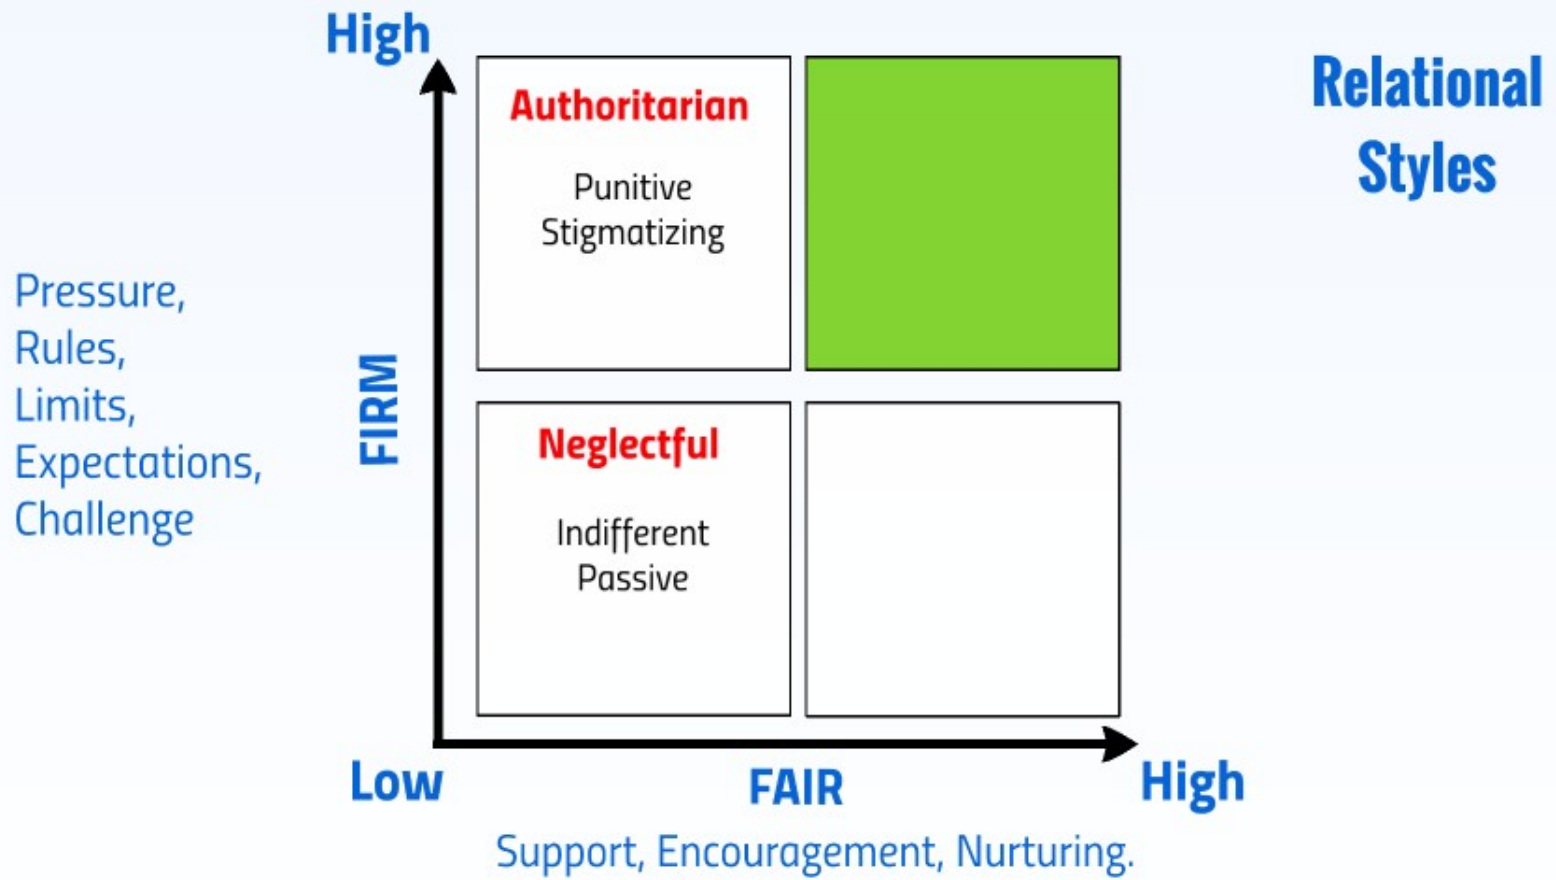 High
Relational
Styles
Authoritarian
Punitive
Stigmatizing
Pressure,
Rules,
Limits,
Expectations,
Challenge
FIRM
Neglectful
Indifferent
Passive
Low
FAIR
High
Support, Encouragement, Nurturing.